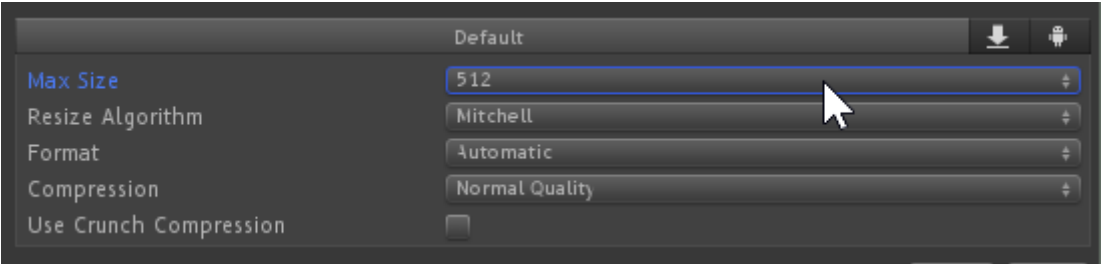 Default
Max Size 512
Resize Algorithm Mitchell
Format Automatic
Compression Normal Quality
Use Crunch Compression